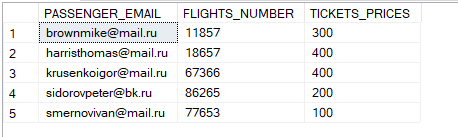 PASSENGER_EMAIL FLIGHTS_NUMBER TICKETS_PRICES
1 brownmike@mail.ru 11857 300
2 harristhomas@mail.ru 18657 400
3 krusenkoigor@mail.ru 67366 400
4 sidorovpeter@bk.ru 86265 200
5 smernovivan@mail.ru 77653 100